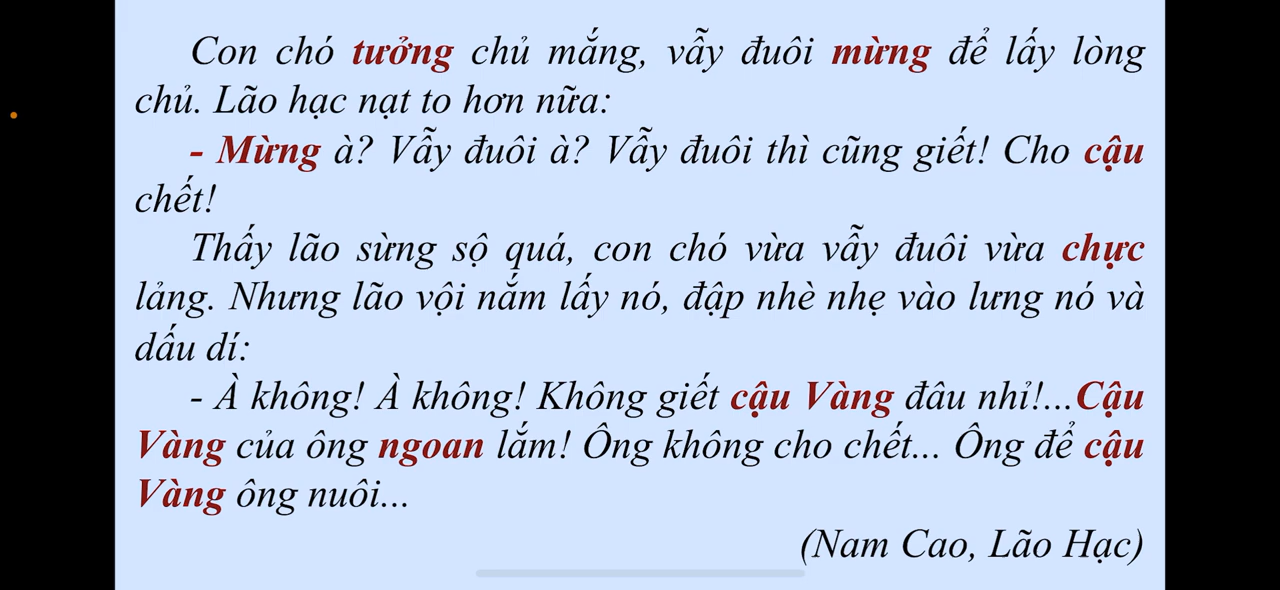 Con chó tưởng chủ mắng, vẫy đuôi mừng để lấy lòng
chủ. Lão hạc nạt to hơn nữa:
- Mừng à? Vẫy đuôi à? Vẫy đuôi thì cũng giết! Cho cậu
chết!
Thấy lão sừng sộ quá, con chó vừa vẫy đuôi vừa chực
lảng. Nhưng lão vội nắm lấy nó, đập nhè nhẹ vào lưng nó và
dấu dí:
- À không! À không! Không giết cậu Vàng đâu nhỉ!...Cậu
Vàng của ông ngoan lắm! Ông không cho chết... Ông để cậu
Vàng ông nuôi...
(Nam Cao, Lão Hạc)